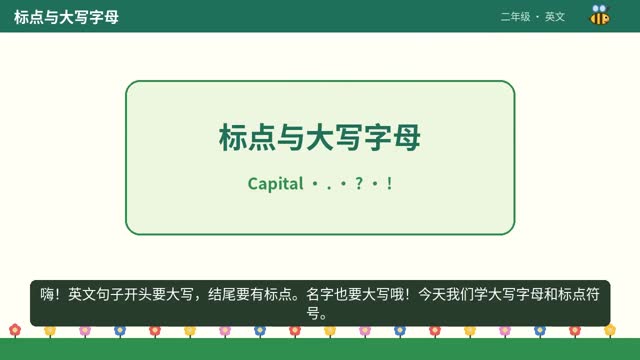 标点与大写字母
二年级 • 英文
标点与大写字母
Capital • . • ? • !
嗨！英文句子开头要大写，结尾要有标点。名字也要大写哦！今天我们学大写字母和标点符
号。